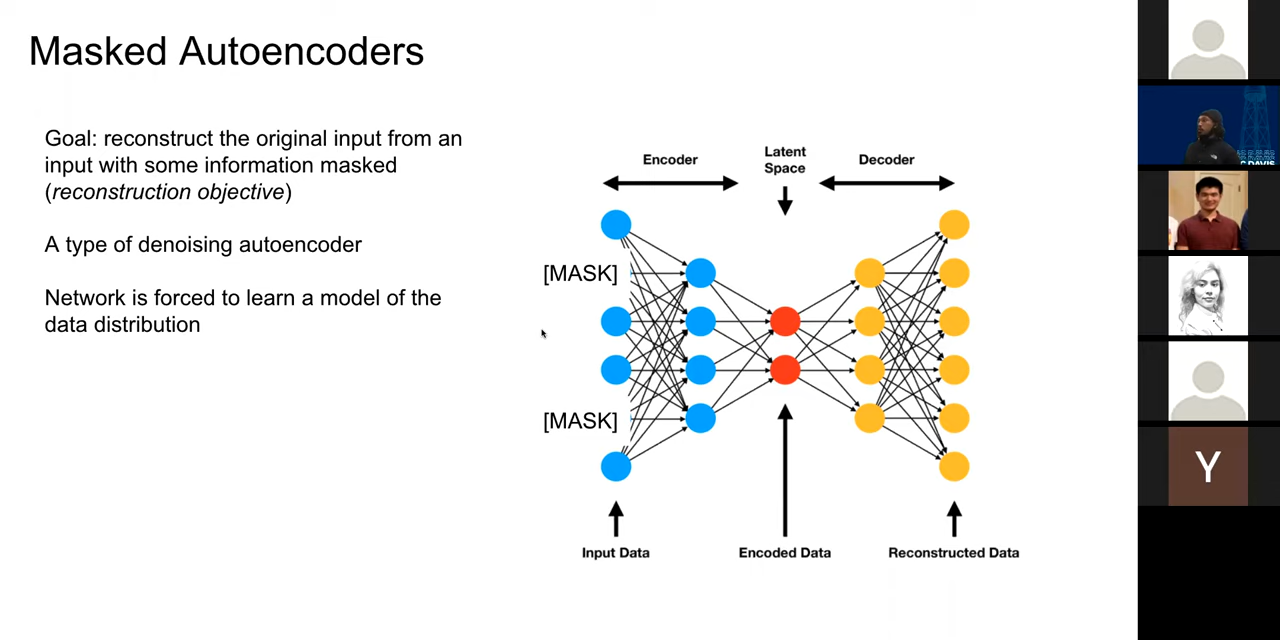 Masked Autoencoders
Goal: reconstruct the original input from an
input with some information masked
(reconstruction objective)
A type of denoising autoencoder
Network is forced to learn a model of the
data distribution
Encoder
Latent
Space
Decoder
[MASK]
[MASK]
Input Data
Encoded Data
Reconstructed Data
C DAVIS
Y